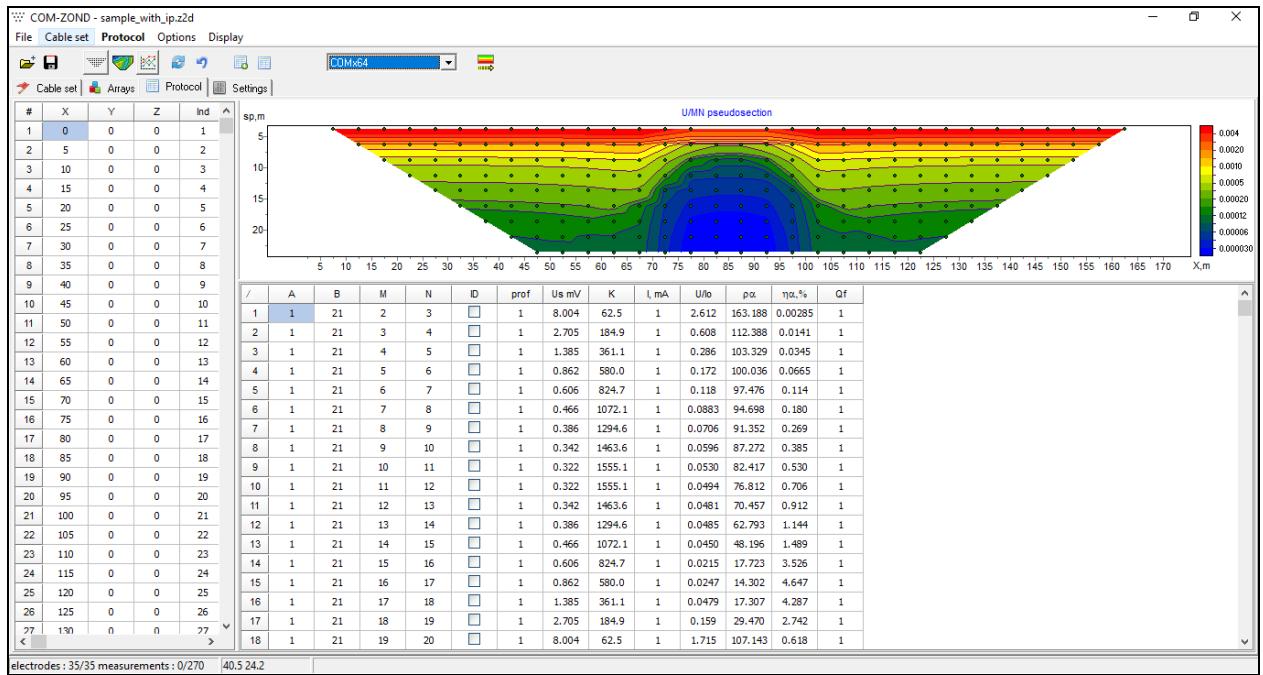 COM-ZOND - sample_with_ip.z2d
File Cable set Protocol Options Display
COMx64
Cable set Arrays Protocol Settings
# X Y Z Ind
1 0 0 0 1
2 5 0 0 2
3 10 0 0 3
4 15 0 0 4
5 20 0 0 5
6 25 0 0 6
7 30 0 0 7
8 35 0 0 8
9 40 0 0 9
10 45 0 0 10
11 50 0 0 11
12 55 0 0 12
13 60 0 0 13
14 65 0 0 14
15 70 0 0 15
16 75 0 0 16
17 80 0 0 17
18 85 0 0 18
19 90 0 0 19
20 95 0 0 20
21 100 0 0 21
22 105 0 0 22
23 110 0 0 23
24 115 0 0 24
25 120 0 0 25
26 125 0 0 26
27 130 0 0 27
sp,m
U/MN pseudosection
5
10
15
20
0.004
0.0020
0.0010
0.0005
0.00020
0.00012
0.00006
0.000030
5 10 15 20 25 30 35 40 45 50 55 60 65 70 75 80 85 90 95 100 105 110 115 120 125 130 135 140 145 150 155 160 165 170 X,m
/ A B M N ID prof Us mV K I, mA U/Io ρα ηα,% Qf
1 1 21 2 3 1 8.004 62.5 1 2.612 163.188 0.00285 1
2 1 21 3 4 1 2.705 184.9 1 0.608 112.388 0.0141 1
3 1 21 4 5 1 1.385 361.1 1 0.286 103.329 0.0345 1
4 1 21 5 6 1 0.862 580.0 1 0.172 100.036 0.0665 1
5 1 21 6 7 1 0.606 824.7 1 0.118 97.476 0.114 1
6 1 21 7 8 1 0.466 1072.1 1 0.0883 94.698 0.180 1
7 1 21 8 9 1 0.386 1294.6 1 0.0706 91.352 0.269 1
8 1 21 9 10 1 0.342 1463.6 1 0.0596 87.272 0.385 1
9 1 21 10 11 1 0.322 1555.1 1 0.0530 82.417 0.530 1
10 1 21 11 12 1 0.322 1555.1 1 0.0494 76.812 0.706 1
11 1 21 12 13 1 0.342 1463.6 1 0.0481 70.457 0.912 1
12 1 21 13 14 1 0.386 1294.6 1 0.0485 62.793 1.144 1
13 1 21 14 15 1 0.466 1072.1 1 0.0450 48.196 1.489 1
14 1 21 15 16 1 0.606 824.7 1 0.0215 17.723 3.526 1
15 1 21 16 17 1 0.862 580.0 1 0.0247 14.302 4.647 1
16 1 21 17 18 1 1.385 361.1 1 0.0479 17.307 4.287 1
17 1 21 18 19 1 2.705 184.9 1 0.159 29.470 2.742 1
18 1 21 19 20 1 8.004 62.5 1 1.715 107.143 0.618 1
electrodes : 35/35 measurements : 0/270 40.5 24.2